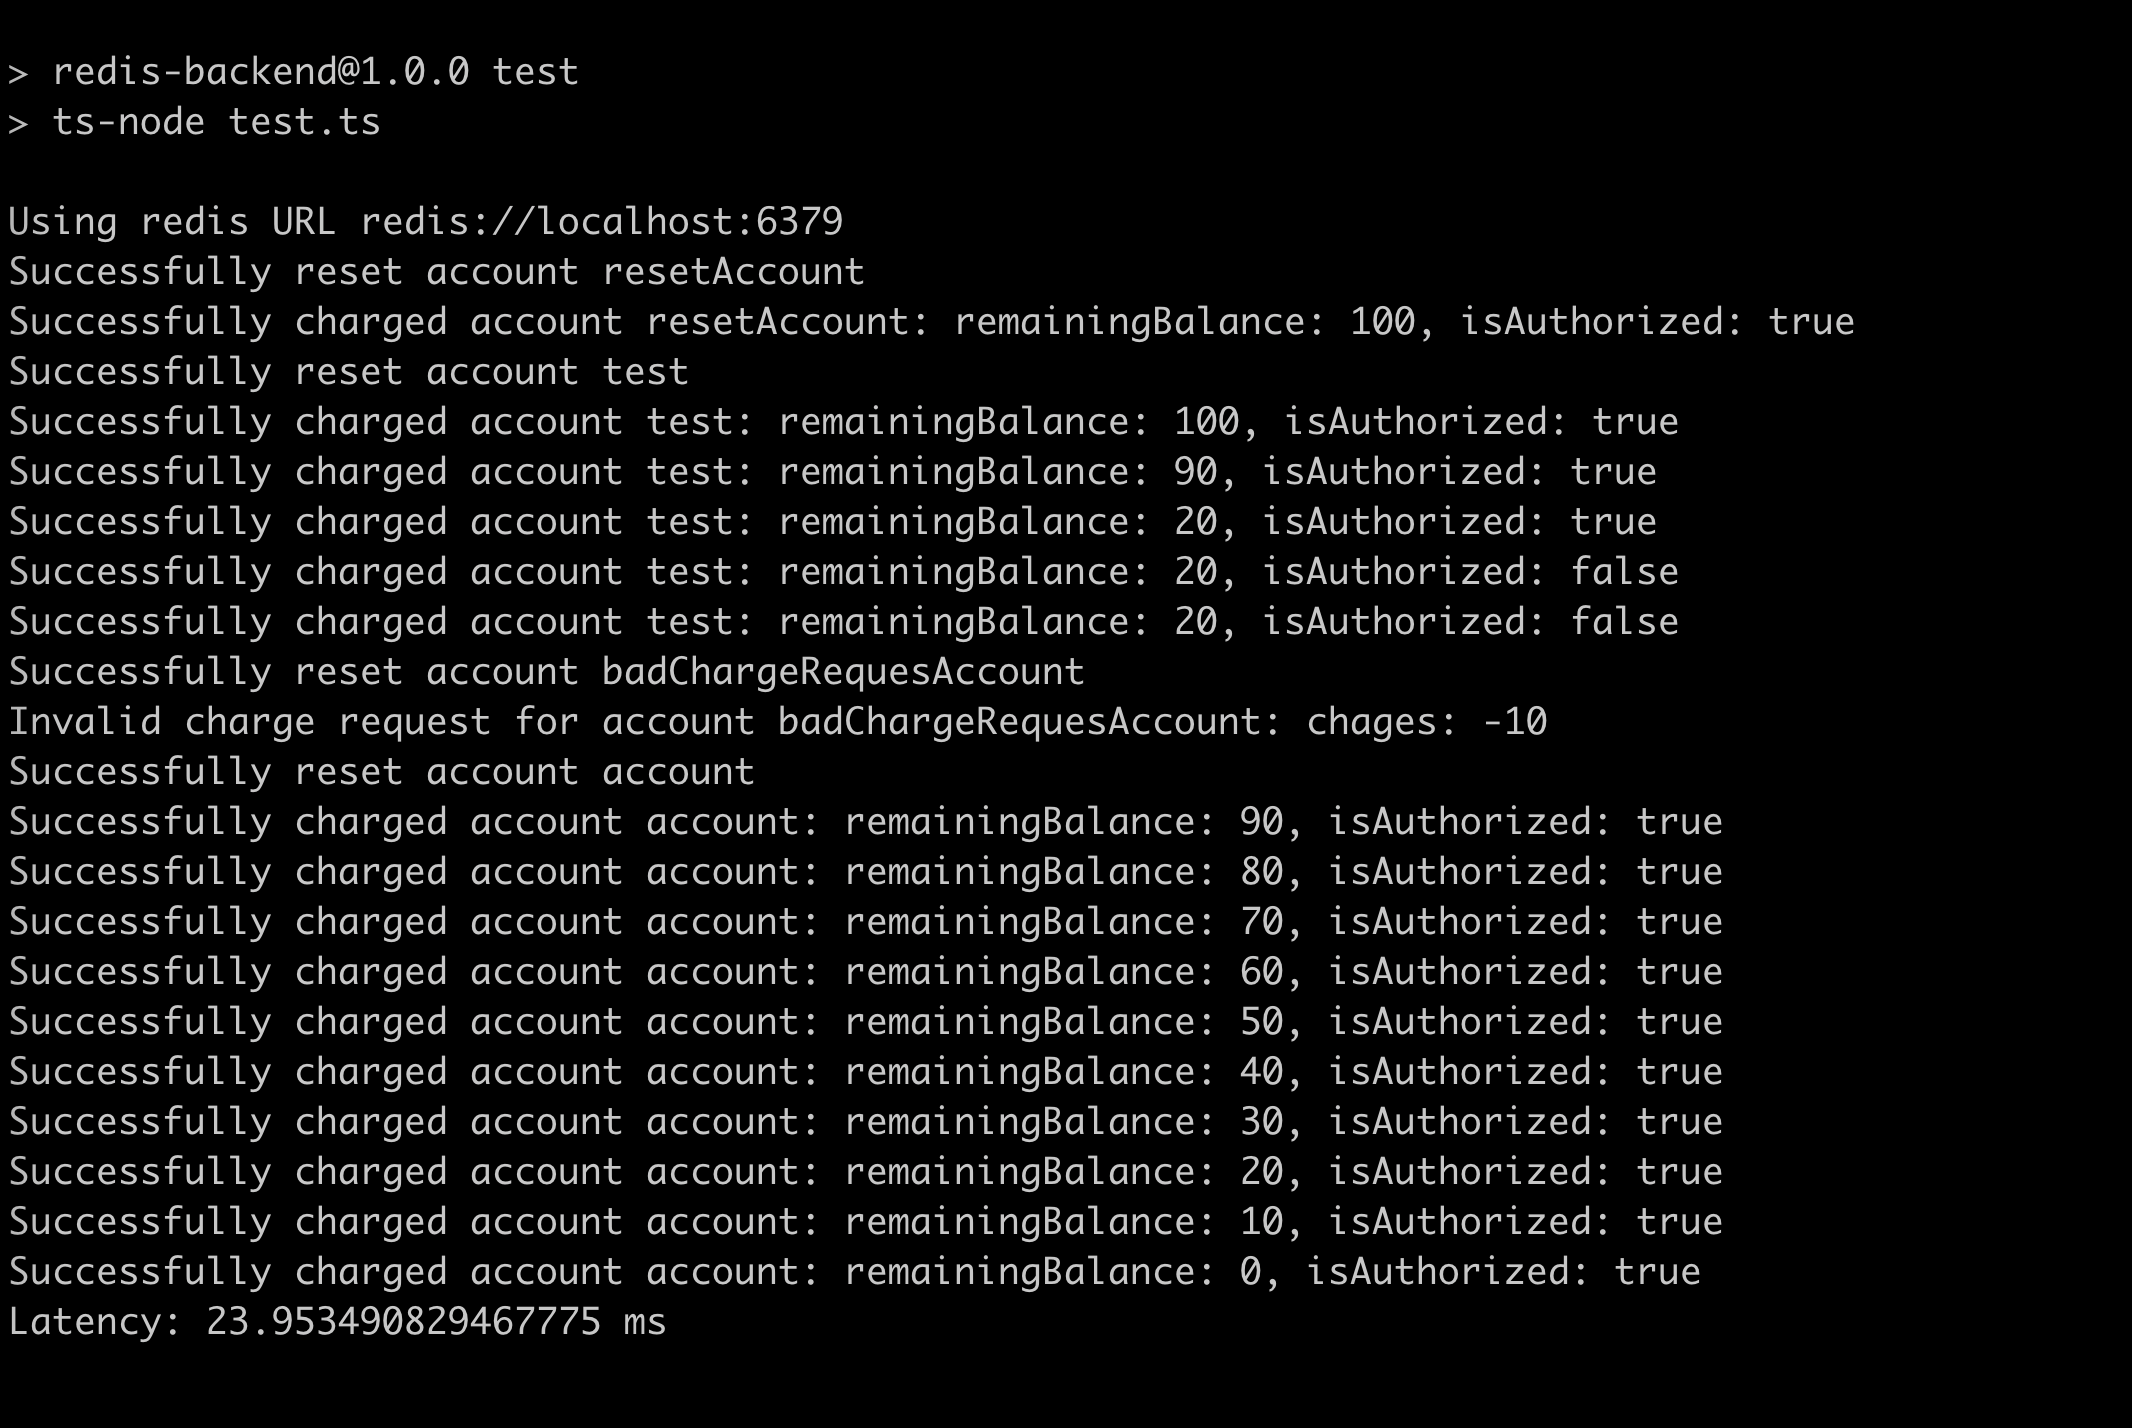 > redis-backend@1.0.0 test
> ts-node test.ts
Using redis URL redis://localhost:6379
Successfully reset account resetAccount
Successfully charged account resetAccount: remainingBalance: 100, isAuthorized: true
Successfully reset account test
Successfully charged account test: remainingBalance: 100, isAuthorized: true
Successfully charged account test: remainingBalance: 90, isAuthorized: true
Successfully charged account test: remainingBalance: 20, isAuthorized: true
Successfully charged account test: remainingBalance: 20, isAuthorized: false
Successfully charged account test: remainingBalance: 20, isAuthorized: false
Successfully reset account badChargeRequesAccount
Invalid charge request for account badChargeRequesAccount: chages: -10
Successfully reset account account
Successfully charged account account: remainingBalance: 90, isAuthorized: true
Successfully charged account account: remainingBalance: 80, isAuthorized: true
Successfully charged account account: remainingBalance: 70, isAuthorized: true
Successfully charged account account: remainingBalance: 60, isAuthorized: true
Successfully charged account account: remainingBalance: 50, isAuthorized: true
Successfully charged account account: remainingBalance: 40, isAuthorized: true
Successfully charged account account: remainingBalance: 30, isAuthorized: true
Successfully charged account account: remainingBalance: 20, isAuthorized: true
Successfully charged account account: remainingBalance: 10, isAuthorized: true
Successfully charged account account: remainingBalance: 0, isAuthorized: true
Latency: 23.953490829467775 ms